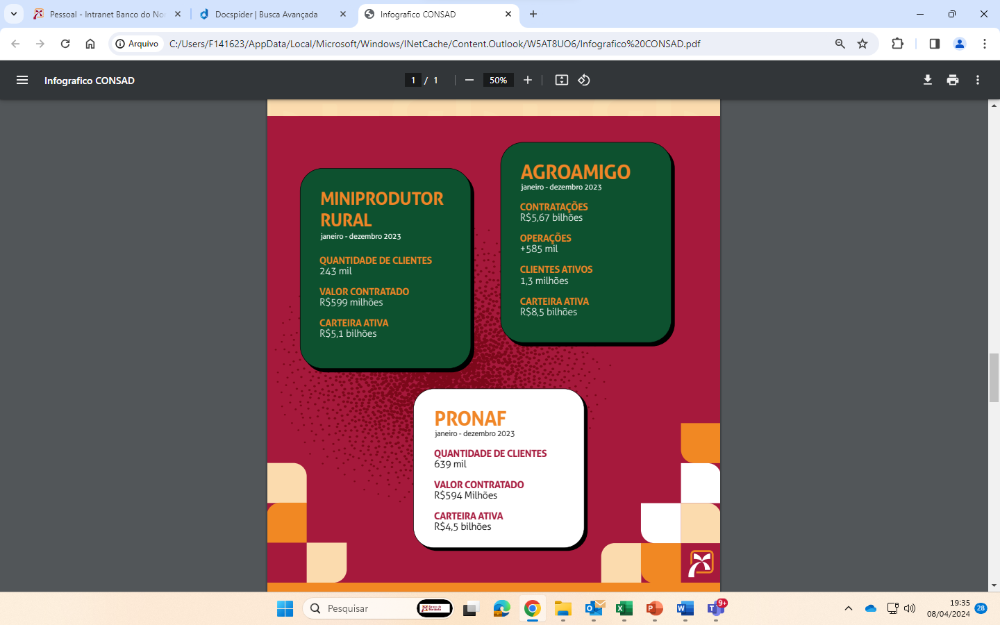 Pessoal - Intranet Banco do No
Docspider | Busca Avançada
Infografico CONSAD
Arquivo
C:/Users/F141623/AppData/Local/Microsoft/Windows/INetCache/Content.Outlook/W5AT8UO6/Infografico%20CONSAD.pdf
Infografico CONSAD
1 / 1
50%
MINIPRODUTOR
RURAL
janeiro - dezembro 2023
QUANTIDADE DE CLIENTES
243 mil
VALOR CONTRATADO
R$599 milhões
CARTEIRA ATIVA
R$5,1 bilhões
AGROAMIGO
janeiro - dezembro 2023
CONTRATAÇÕES
R$5,67 bilhões
OPERAÇÕES
+585 mil
CLIENTES ATIVOS
1,3 milhões
CARTEIRA ATIVA
R$8,5 bilhões
PRONAF
janeiro - dezembro 2023
QUANTIDADE DE CLIENTES
639 mil
VALOR CONTRATADO
R$594 Milhões
CARTEIRA ATIVA
R$4,5 bilhões
Pesquisar
9+
19:35
08/04/2024
28